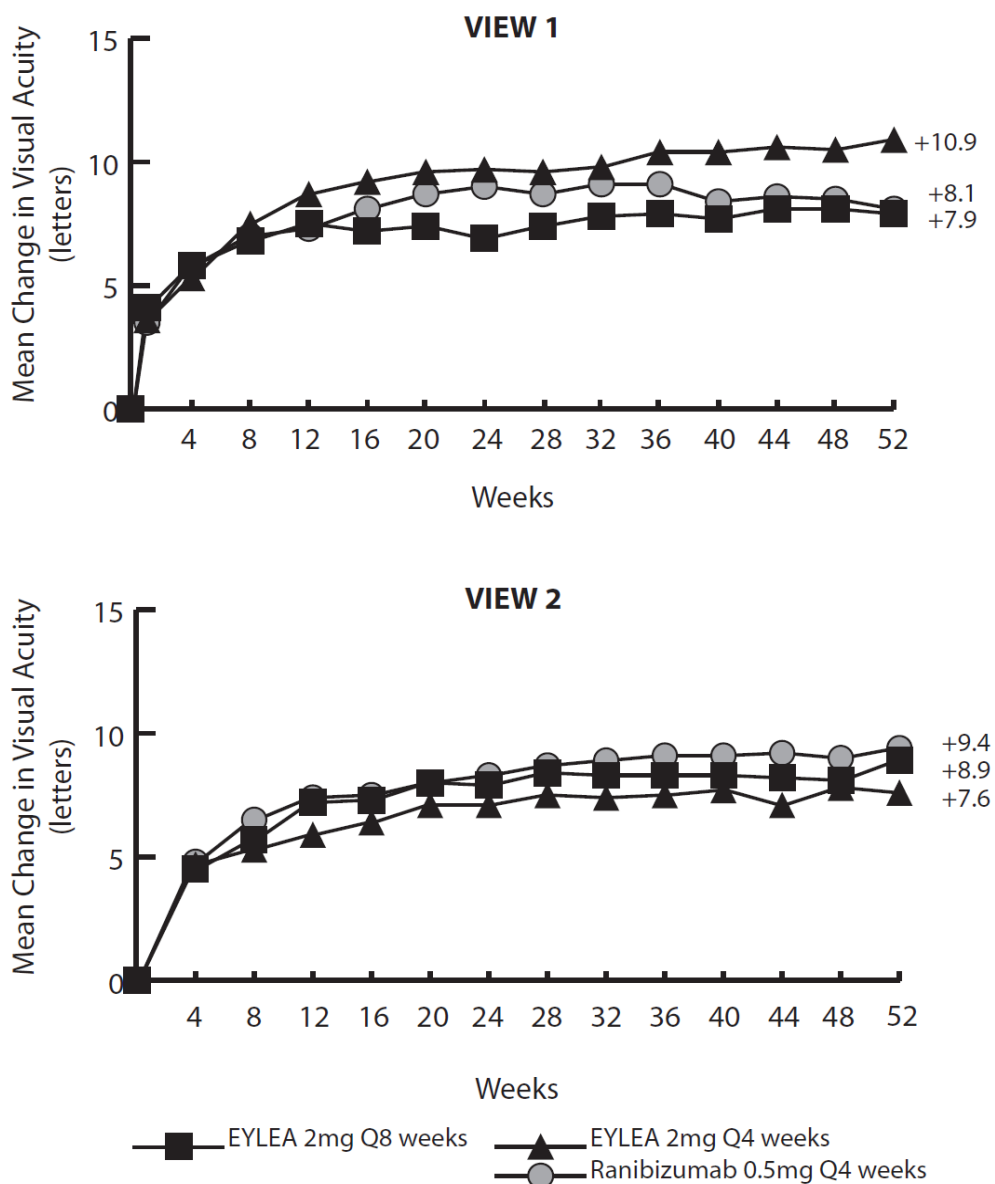 VIEW 1
Mean Change in Visual Acuity
(letters)
15
10
5
0
+10.9
+8.1
+7.9
4 8 12 16 20 24 28 32 36 40 44 48 52
Weeks
VIEW 2
Mean Change in Visual Acuity
(letters)
15
10
5
0
+9.4
+8.9
+7.6
4 8 12 16 20 24 28 32 36 40 44 48 52
Weeks
EYLEA 2mg Q8 weeks
EYLEA 2mg Q4 weeks
Ranibizumab 0.5mg Q4 weeks